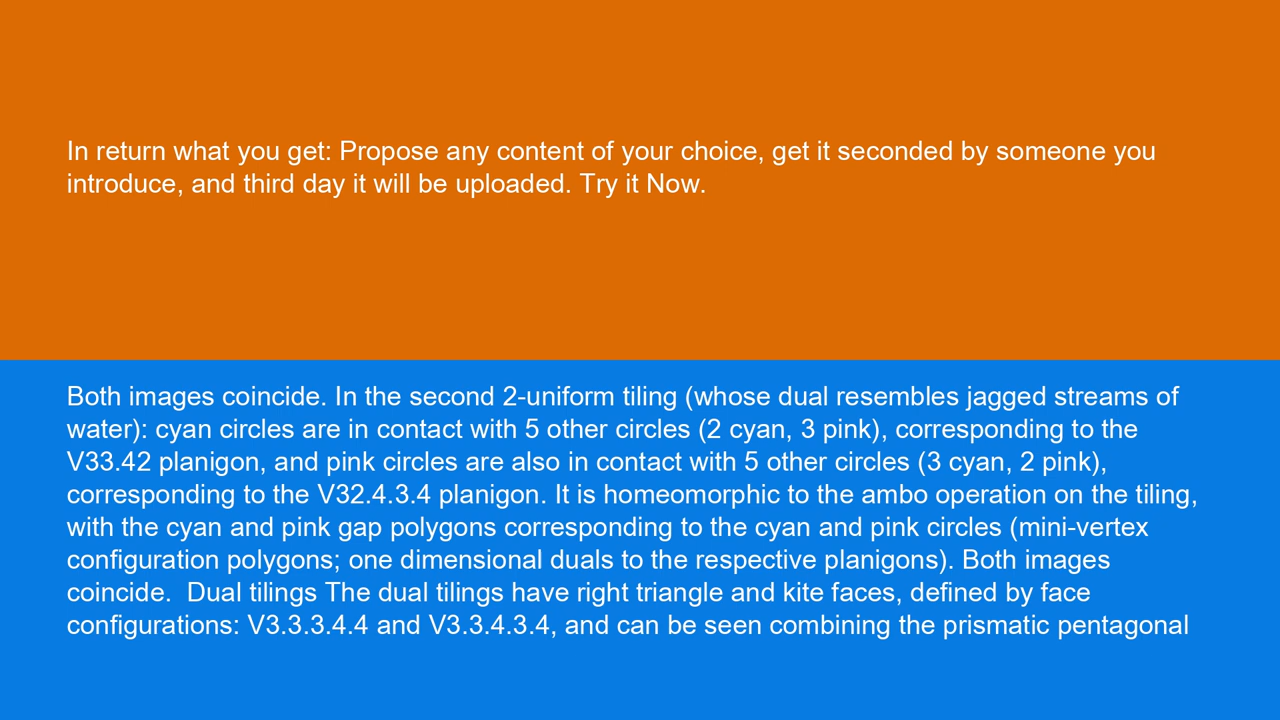 In return what you get: Propose any content of your choice, get it seconded by someone you
introduce, and third day it will be uploaded. Try it Now.
Both images coincide. In the second 2-uniform tiling (whose dual resembles jagged streams of
water): cyan circles are in contact with 5 other circles (2 cyan, 3 pink), corresponding to the
V33.42 planigon, and pink circles are also in contact with 5 other circles (3 cyan, 2 pink),
corresponding to the V32.4.3.4 planigon. It is homeomorphic to the ambo operation on the tiling,
with the cyan and pink gap polygons corresponding to the cyan and pink circles (mini-vertex
configuration polygons; one dimensional duals to the respective planigons). Both images
coincide.  Dual tilings The dual tilings have right triangle and kite faces, defined by face
configurations: V3.3.3.4.4 and V3.3.4.3.4, and can be seen combining the prismatic pentagonal